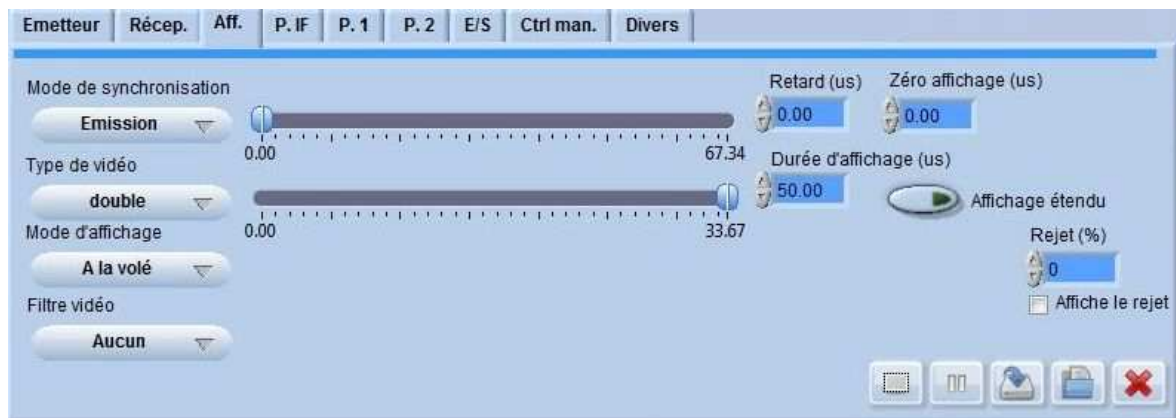 Emetteur Récep. Aff. P. IF P. 1 P. 2 E/S Ctrl man. Divers
Mode de synchronisation
Emission
0.00 67.34
Retard (us) Zéro affichage (us)
0.00 0.00
Type de vidéo
double
0.00 33.67
Durée d'affichage (us)
50.00
Affichage étendu
Mode d'affichage
A la volé
Rejet (%)
0
Affiche le rejet
Filtre vidéo
Aucun